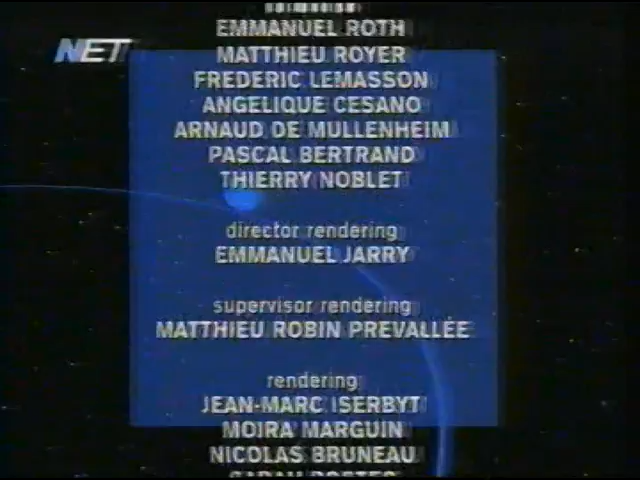 NET
EMMANUEL ROTH
MATTHIEU ROYER
FREDERIC LEMASSON
ANGELIQUE CESANO
ARNAUD DE MULLENHEIM
PASCAL BERTRAND
THIERRY NOBLET
director rendering
EMMANUEL JARRY
supervisor rendering
MATTHIEU ROBIN PREVALLÉE
rendering
JEAN-MARC ISERBYT
MOIRA MARGUIN
NICOLAS BRUNEAU